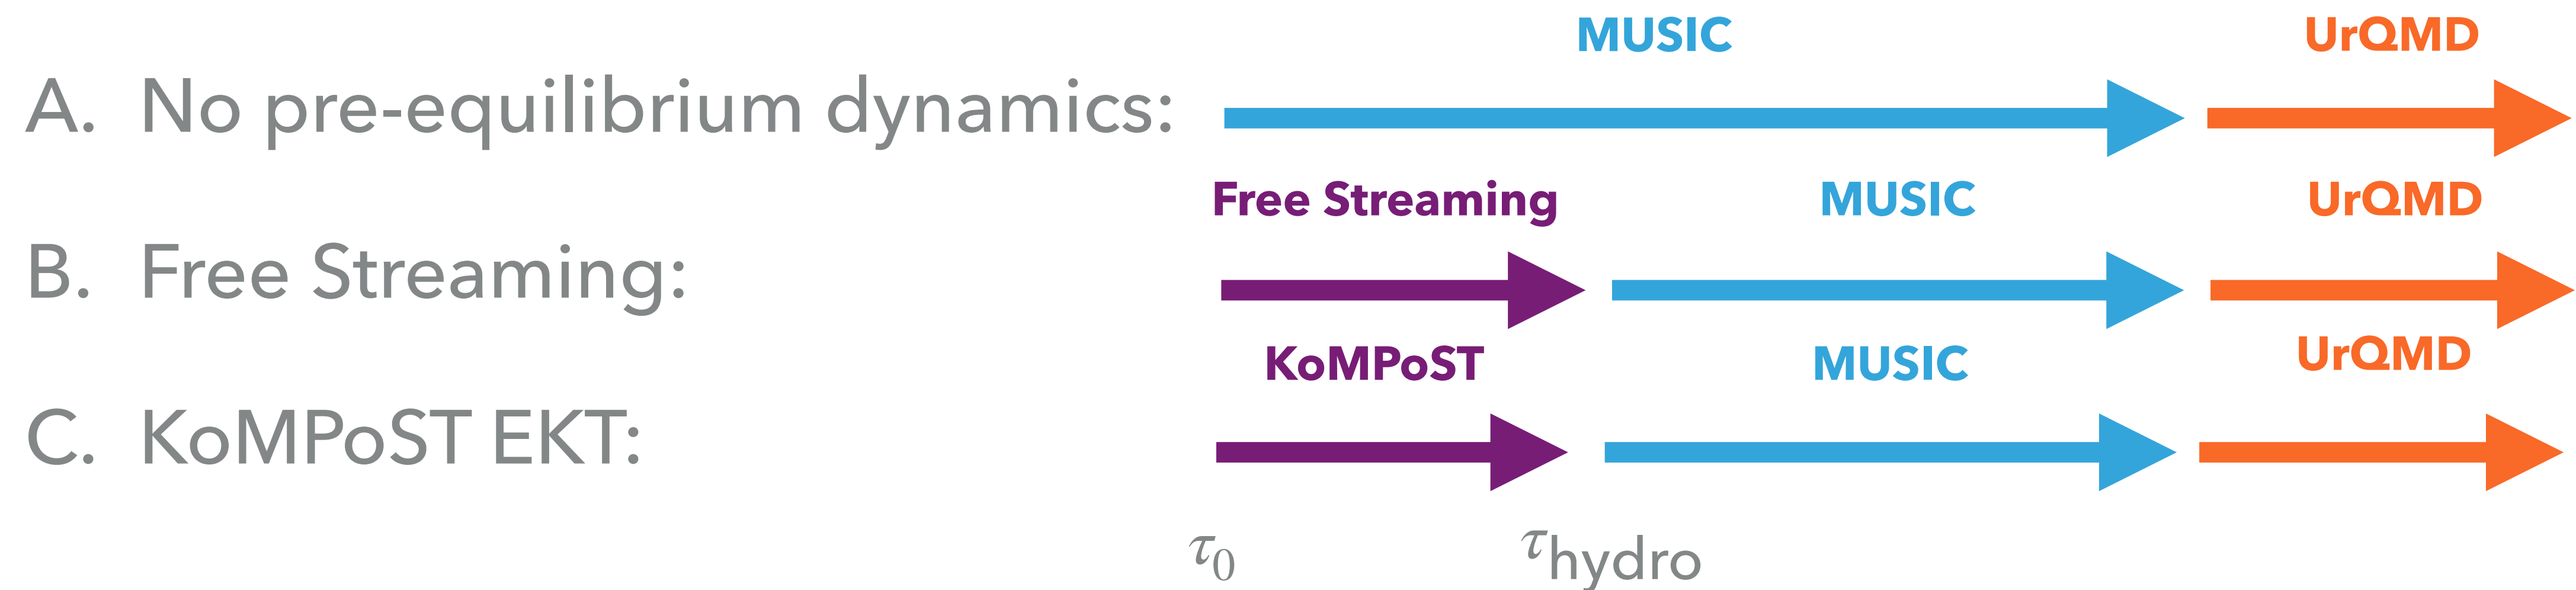 MUSIC UrQMD
A. No pre-equilibrium dynamics:
Free Streaming MUSIC UrQMD
B. Free Streaming:
KoMPoST MUSIC UrQMD
C. KoMPoST EKT:
τ0 τhydro